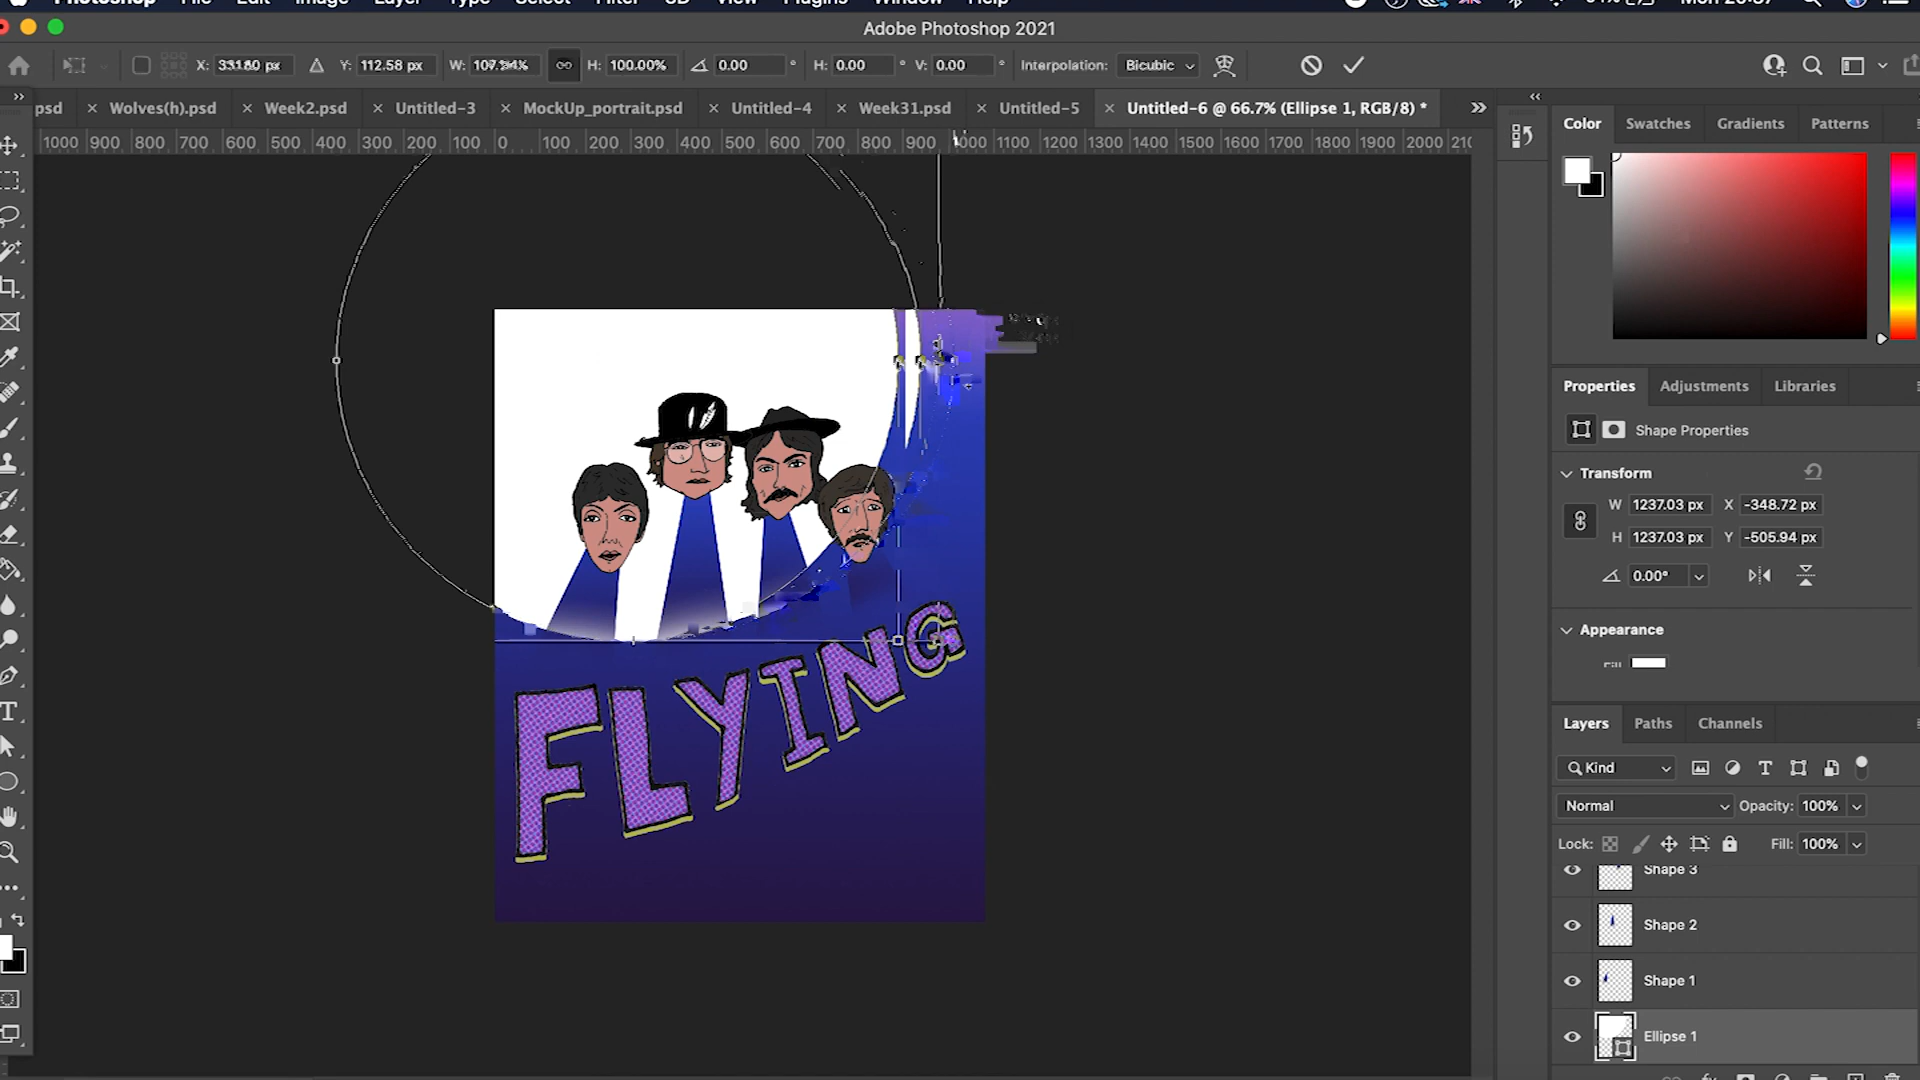 Photoshop File Edit Image Layer Type Select Filter 3D View Plugins Window Help
Adobe Photoshop 2021
X: 331.80 px Y: 112.58 px W: H: 100.00% 0.00 ° H: 0.00 ° V: 0.00 ° Interpolation: Bicubic
psd × Wolves(h).psd × Week2.psd × Untitled-3 × MockUp_portrait.psd × Untitled-4 × Week31.psd × Untitled-5 × Untitled-6 @ 66.7% (Ellipse 1, RGB/8) * >>
1000 900 800 700 600 500 400 300 200 100 0 100 200 300 400 500 600 700 800 900 1000 1100 1200 1300 1400 1500 1600 1700 1800 1900 2000
Color Swatches Gradients Patterns
Properties Adjustments Libraries
Shape Properties
Transform
W 1237.03 px X -348.72 px
H 1237.03 px Y -505.94 px
0.00°
Appearance
FLYING
Layers Paths Channels
Kind
Normal Opacity: 100%
Lock: Fill: 100%
Shape 3
Shape 2
Shape 1
Ellipse 1